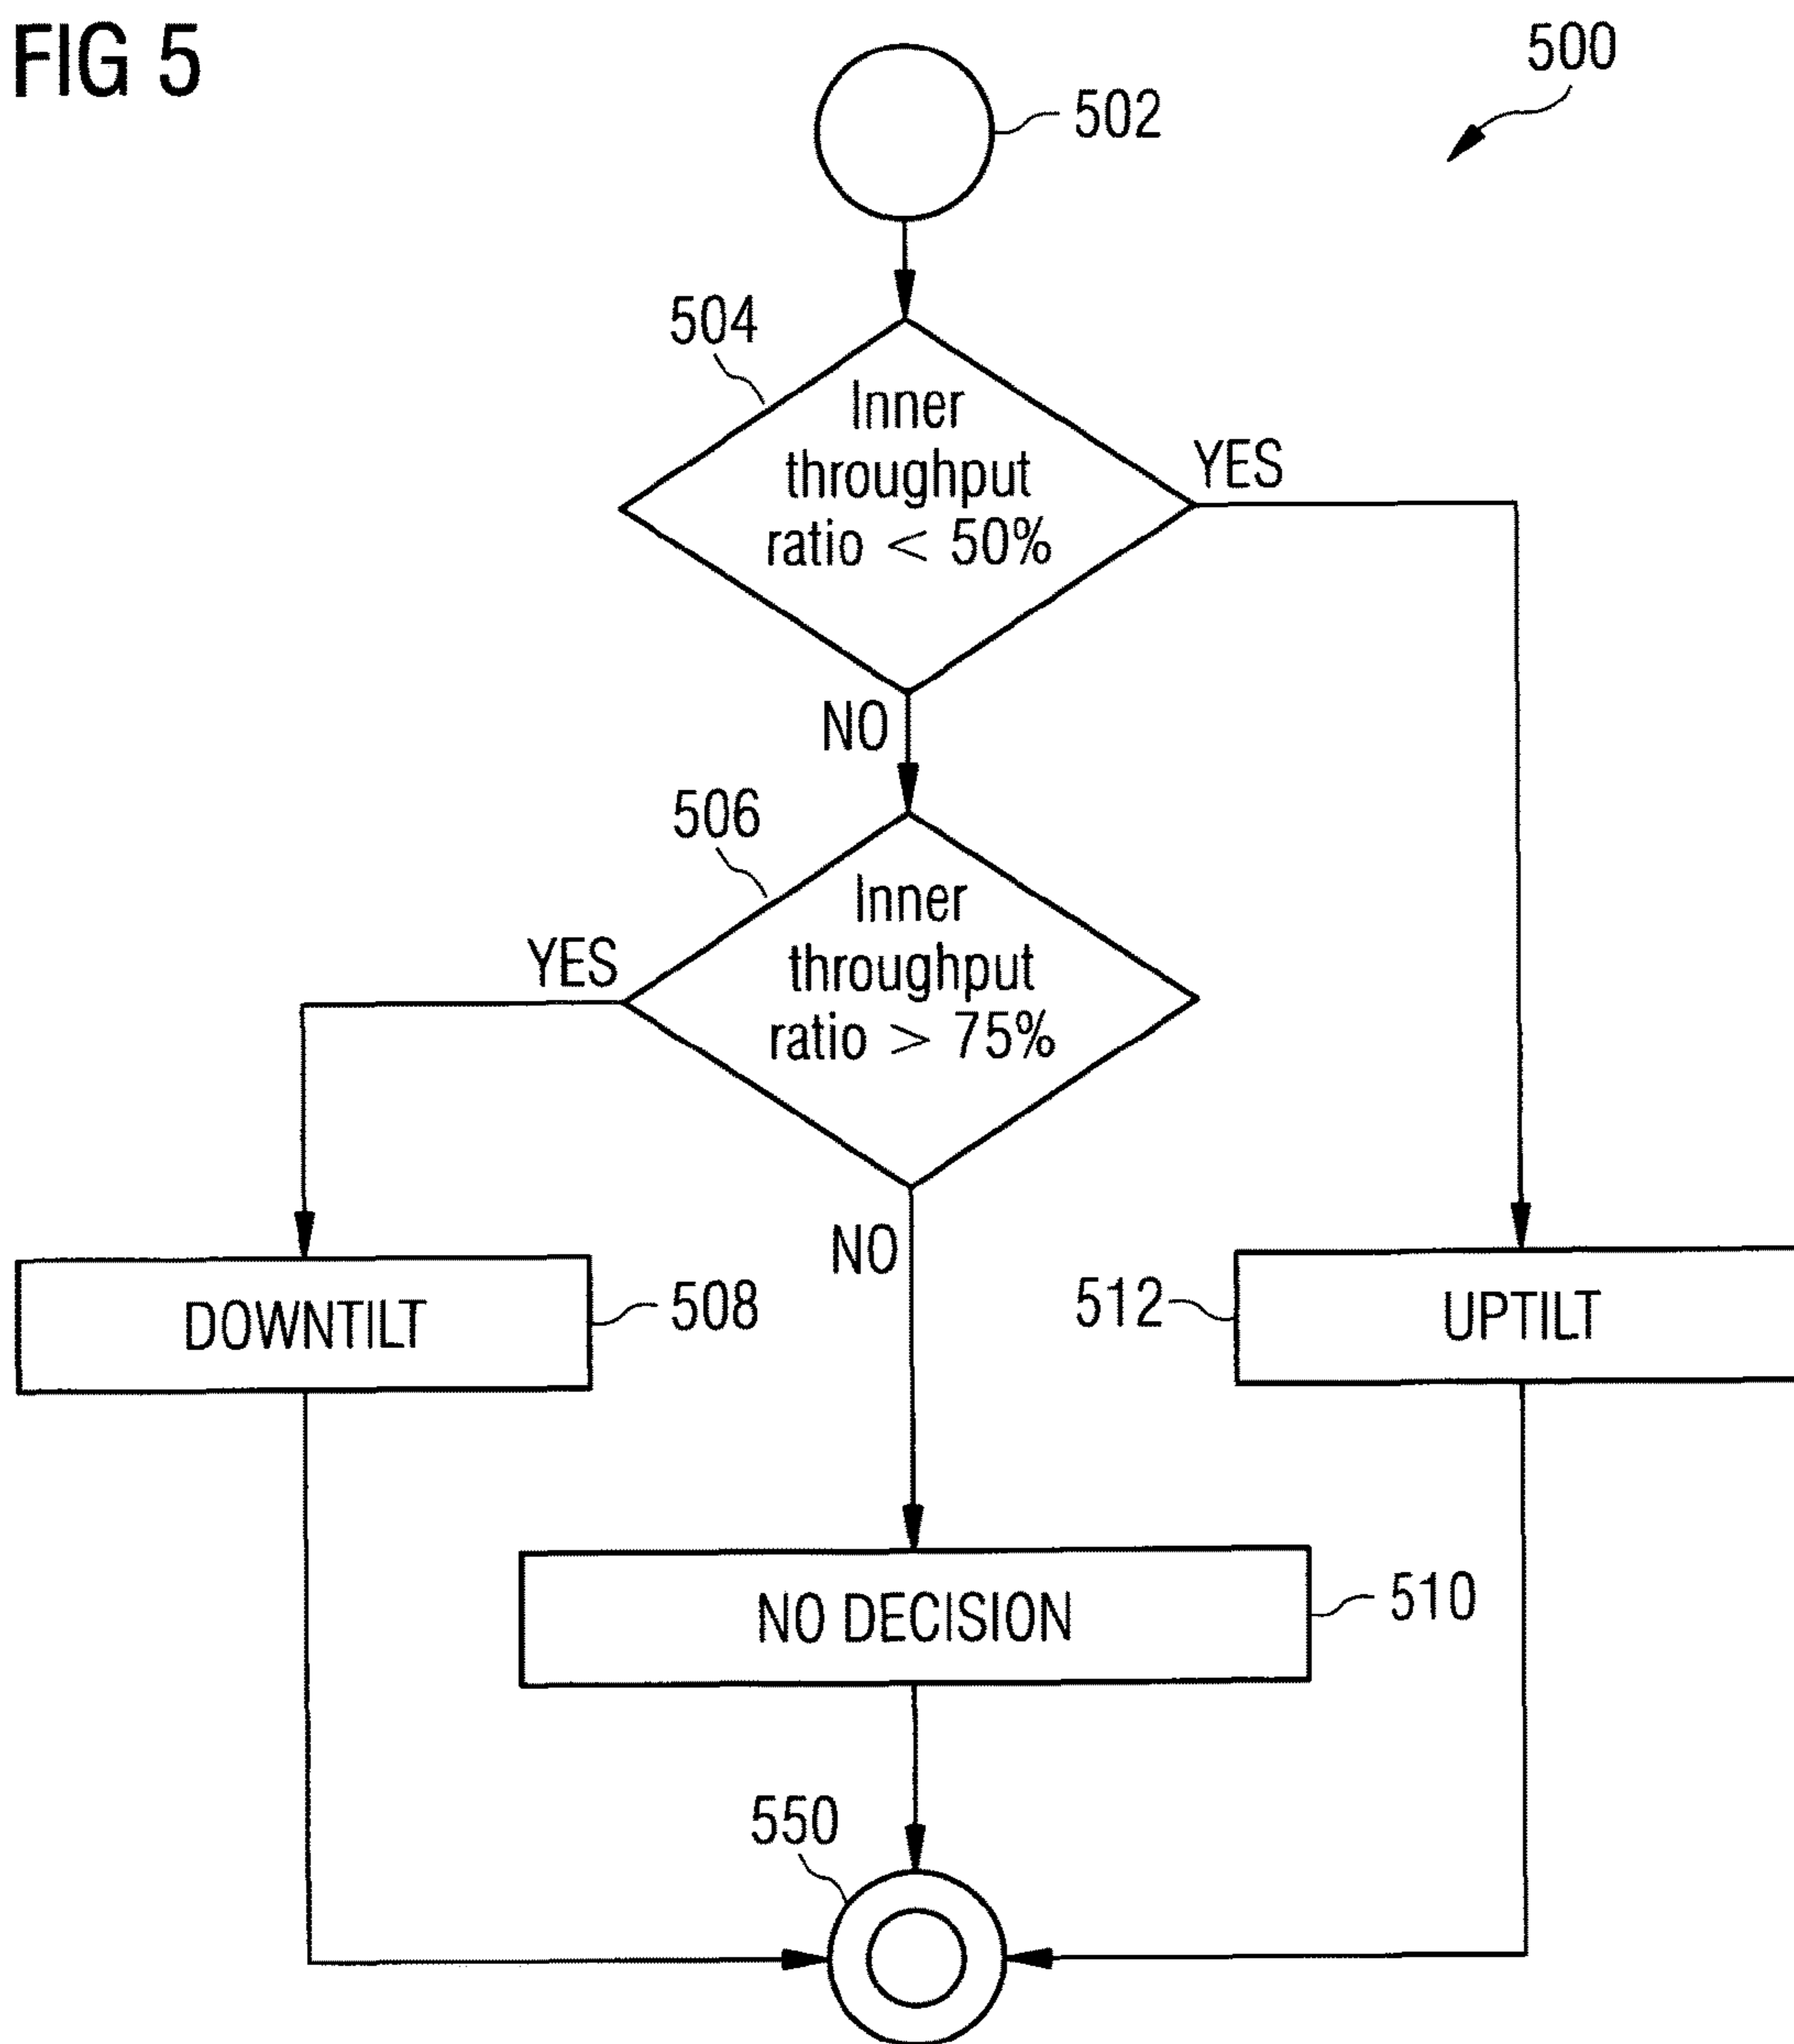 FIG 5
500
502
504
Inner
throughput
ratio < 50%
YES
NO
506
Inner
throughput
ratio > 75%
YES
NO
DOWNTILT
508
512
UPTILT
NO DECISION
510
550